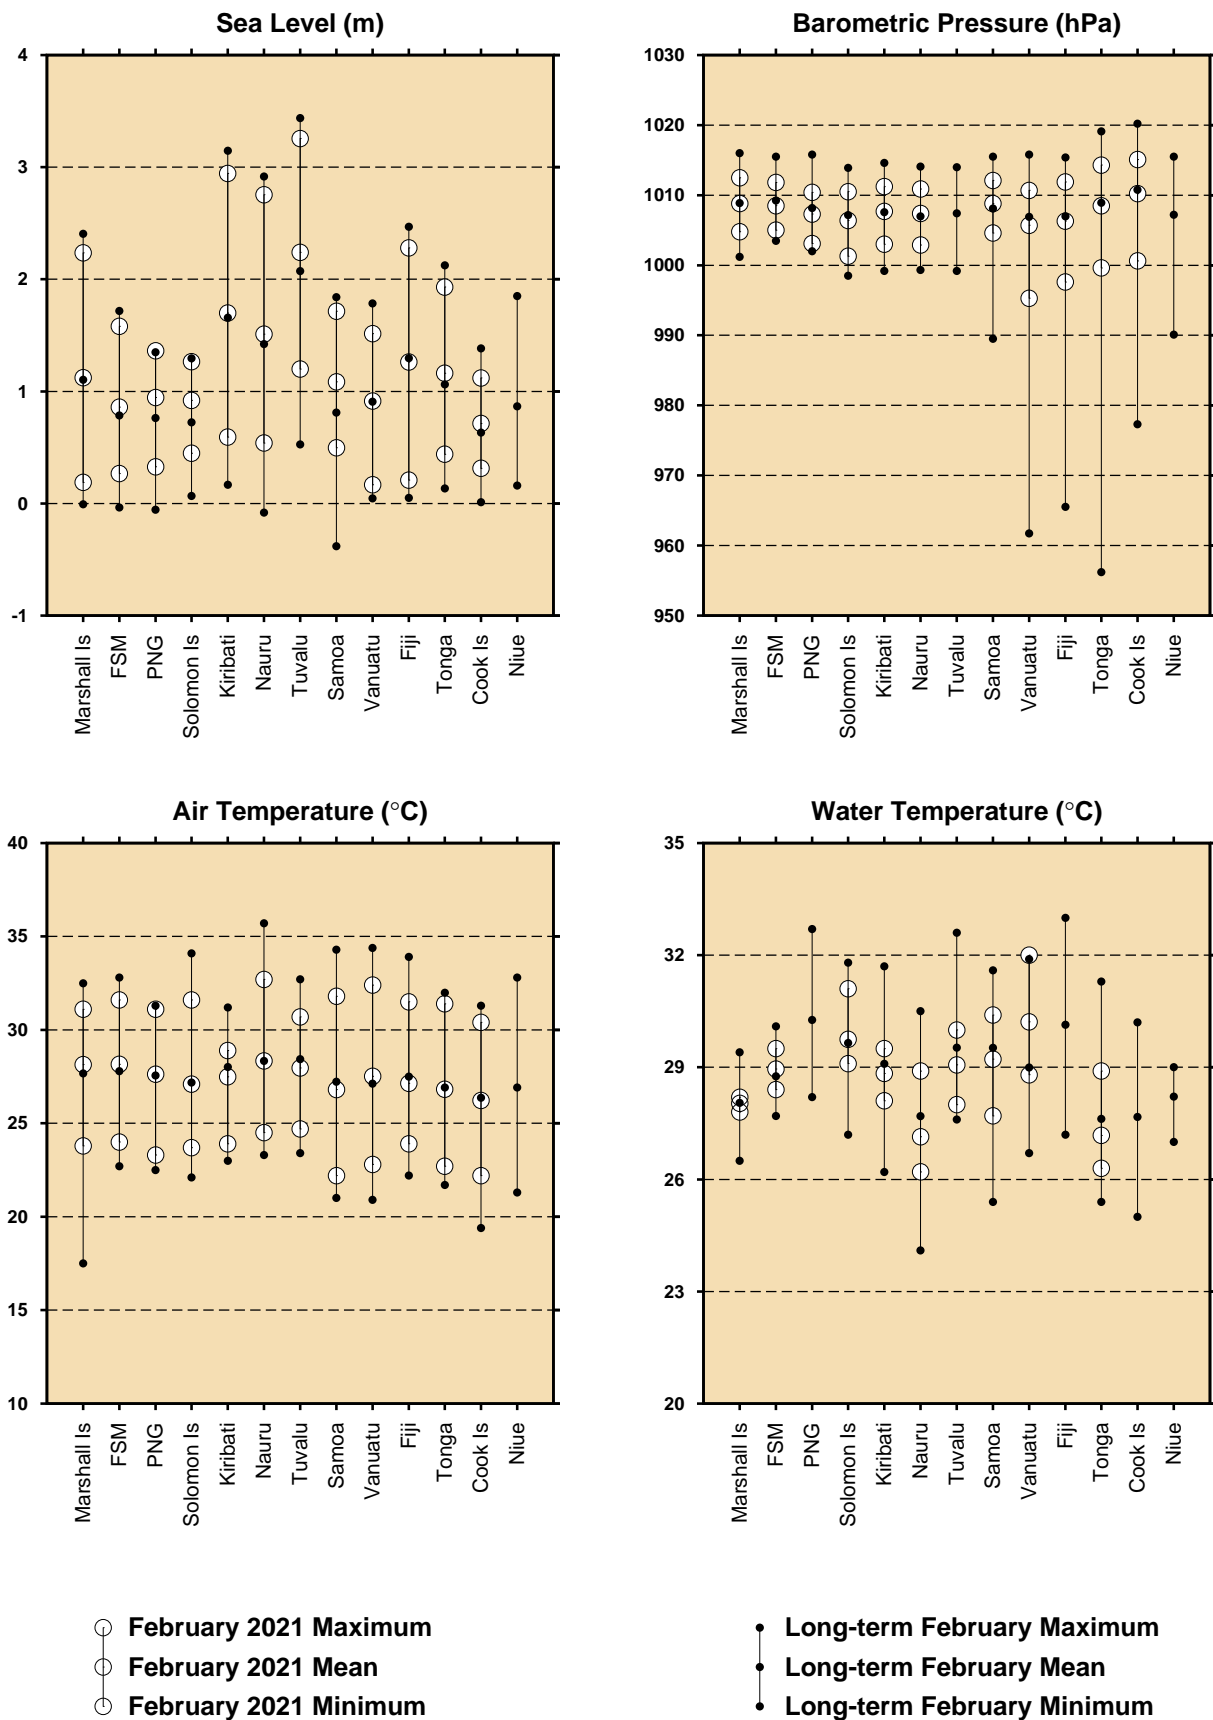 Sea Level (m)
4
3
2
1
0
-1
Marshall Is
FSM
PNG
Solomon Is
Kiribati
Nauru
Tuvalu
Samoa
Vanuatu
Fiji
Tonga
Cook Is
Niue
Barometric Pressure (hPa)
1030
1020
1010
1000
990
980
970
960
950
Marshall Is
FSM
PNG
Solomon Is
Kiribati
Nauru
Tuvalu
Samoa
Vanuatu
Fiji
Tonga
Cook Is
Niue
Air Temperature (°C)
40
35
30
25
20
15
10
Marshall Is
FSM
PNG
Solomon Is
Kiribati
Nauru
Tuvalu
Samoa
Vanuatu
Fiji
Tonga
Cook Is
Niue
Water Temperature (°C)
35
32
29
26
23
20
Marshall Is
FSM
PNG
Solomon Is
Kiribati
Nauru
Tuvalu
Samoa
Vanuatu
Fiji
Tonga
Cook Is
Niue
February 2021 Maximum
February 2021 Mean
February 2021 Minimum
Long-term February Maximum
Long-term February Mean
Long-term February Minimum